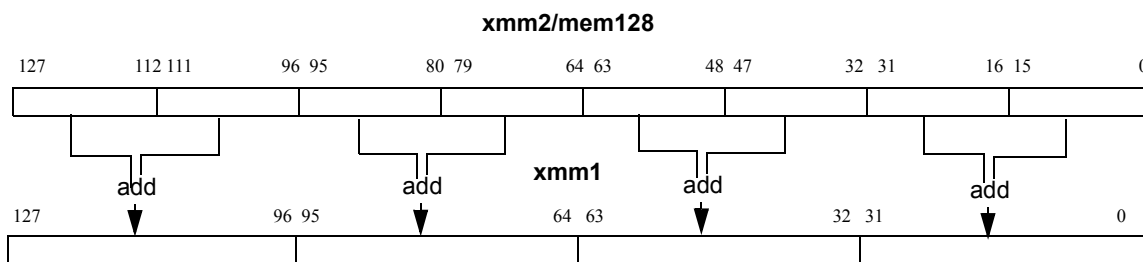 xmm2/mem128
127 112 111 96 95 80 79 64 63 48 47 32 31 16 15 0
xmm1
add add add add
127 96 95 64 63 32 31 0